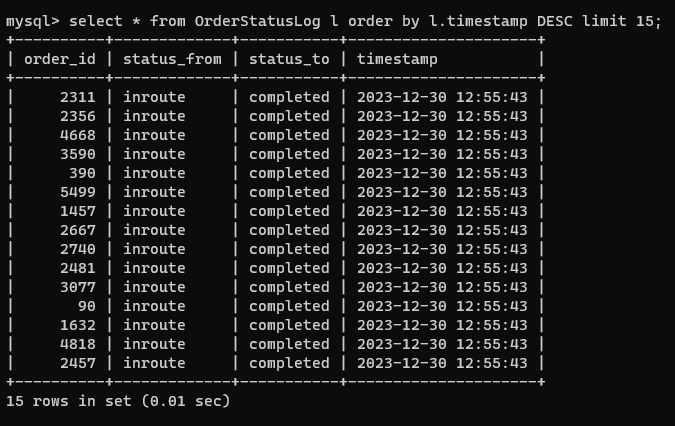 mysql> select * from OrderStatusLog l order by l.timestamp DESC limit 15;
+----------+-------------+-----------+---------------------+
| order_id | status_from | status_to | timestamp           |
+----------+-------------+-----------+---------------------+
|     2311 | inroute     | completed | 2023-12-30 12:55:43 |
|     2356 | inroute     | completed | 2023-12-30 12:55:43 |
|     4668 | inroute     | completed | 2023-12-30 12:55:43 |
|     3590 | inroute     | completed | 2023-12-30 12:55:43 |
|      390 | inroute     | completed | 2023-12-30 12:55:43 |
|     5499 | inroute     | completed | 2023-12-30 12:55:43 |
|     1457 | inroute     | completed | 2023-12-30 12:55:43 |
|     2667 | inroute     | completed | 2023-12-30 12:55:43 |
|     2740 | inroute     | completed | 2023-12-30 12:55:43 |
|     2481 | inroute     | completed | 2023-12-30 12:55:43 |
|     3077 | inroute     | completed | 2023-12-30 12:55:43 |
|       90 | inroute     | completed | 2023-12-30 12:55:43 |
|     1632 | inroute     | completed | 2023-12-30 12:55:43 |
|     4818 | inroute     | completed | 2023-12-30 12:55:43 |
|     2457 | inroute     | completed | 2023-12-30 12:55:43 |
+----------+-------------+-----------+---------------------+
15 rows in set (0.01 sec)